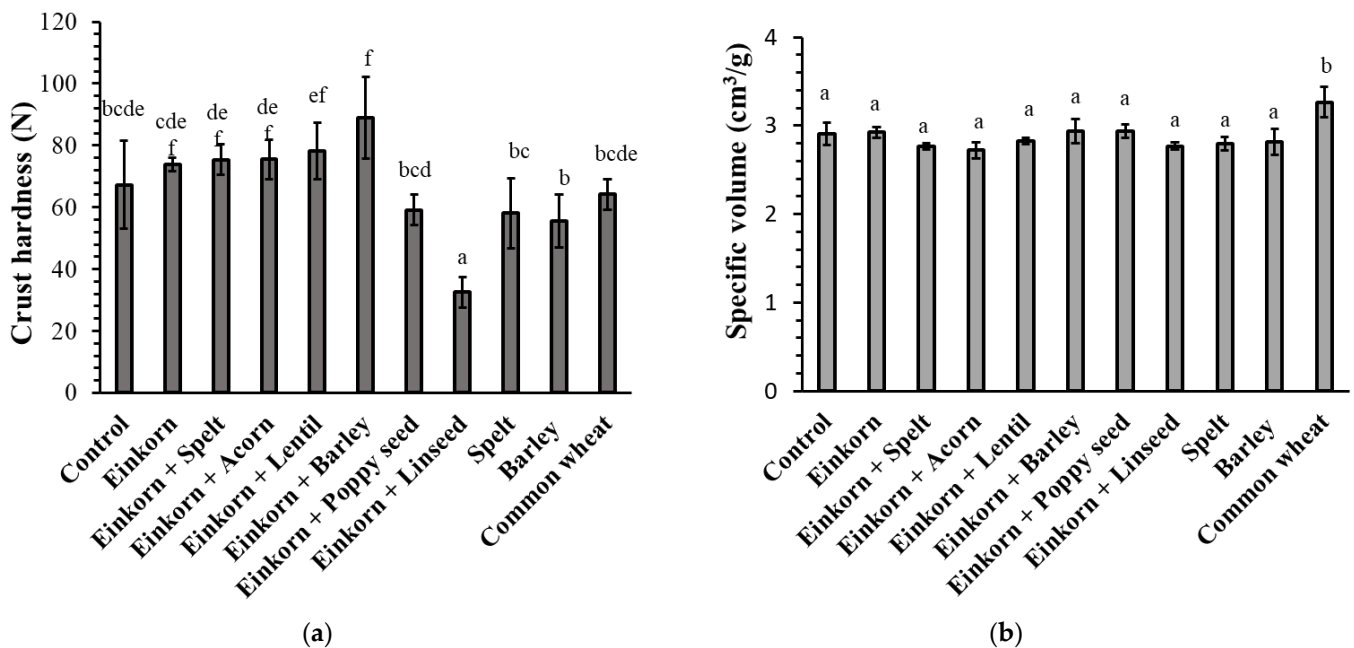 120
100
80
60
40
20
0
Crust hardness (N)
bcde
cde
f
de
f
de
f
ef
f
bcd
a
bc
b
bcde
Control
Einkorn
Einkorn + Spelt
Einkorn + Acorn
Einkorn + Lentil
Einkorn + Barley
Einkorn + Poppy seed
Einkorn + Linseed
Spelt
Barley
Common wheat
(a)
4
3
2
1
0
Specific volume (cm³/g)
a
a
a
a
a
a
a
a
a
a
b
Control
Einkorn
Einkorn + Spelt
Einkorn + Acorn
Einkorn + Lentil
Einkorn + Barley
Einkorn + Poppy seed
Einkorn + Linseed
Spelt
Barley
Common wheat
(b)